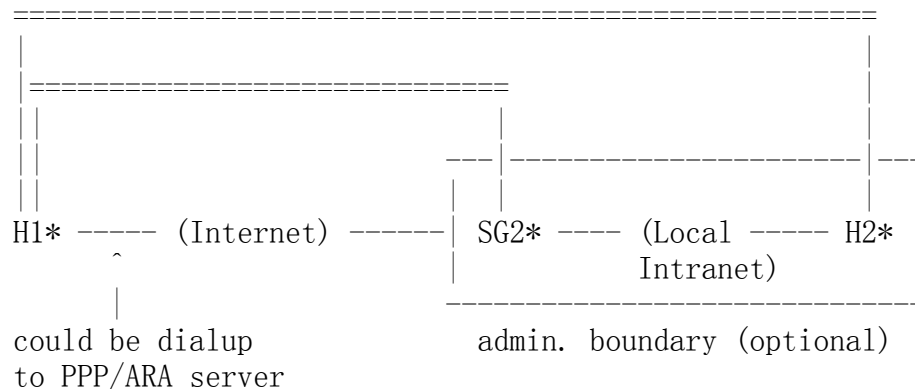 H1* ----- (Internet) ------| SG2* ---- (Local ----- H2*
^ Intranet)
could be dialup admin. boundary (optional)
to PPP/ARA server